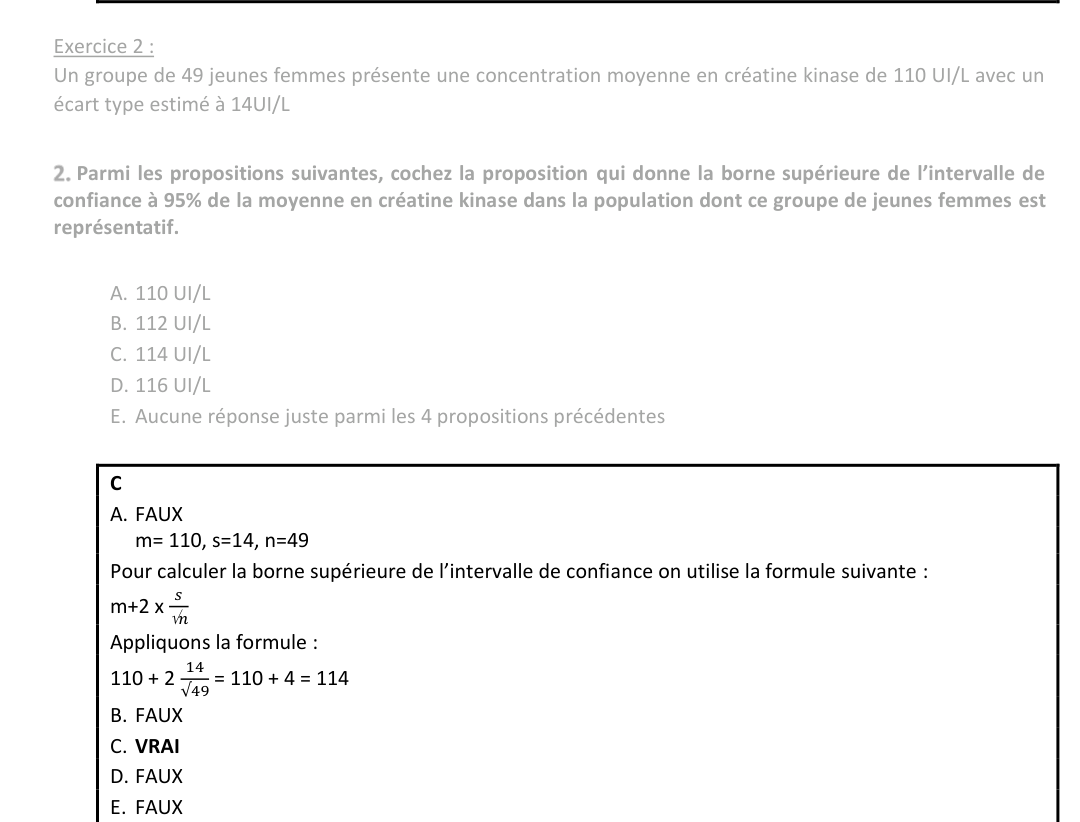 Exercice 2 :
Un groupe de 49 jeunes femmes présente une concentration moyenne en créatine kinase de 110 UI/L avec un
écart type estimé à 14UI/L
2. Parmi les propositions suivantes, cochez la proposition qui donne la borne supérieure de l’intervalle de
confiance à 95% de la moyenne en créatine kinase dans la population dont ce groupe de jeunes femmes est
représentatif.
A. 110 UI/L
B. 112 UI/L
C. 114 UI/L
D. 116 UI/L
E. Aucune réponse juste parmi les 4 propositions précédentes
C
A. FAUX
m= 110, s=14, n=49
Pour calculer la borne supérieure de l’intervalle de confiance on utilise la formule suivante :
m+2 x s/√n
Appliquons la formule :
110 + 2 14/√49 = 110 + 4 = 114
B. FAUX
C. VRAI
D. FAUX
E. FAUX